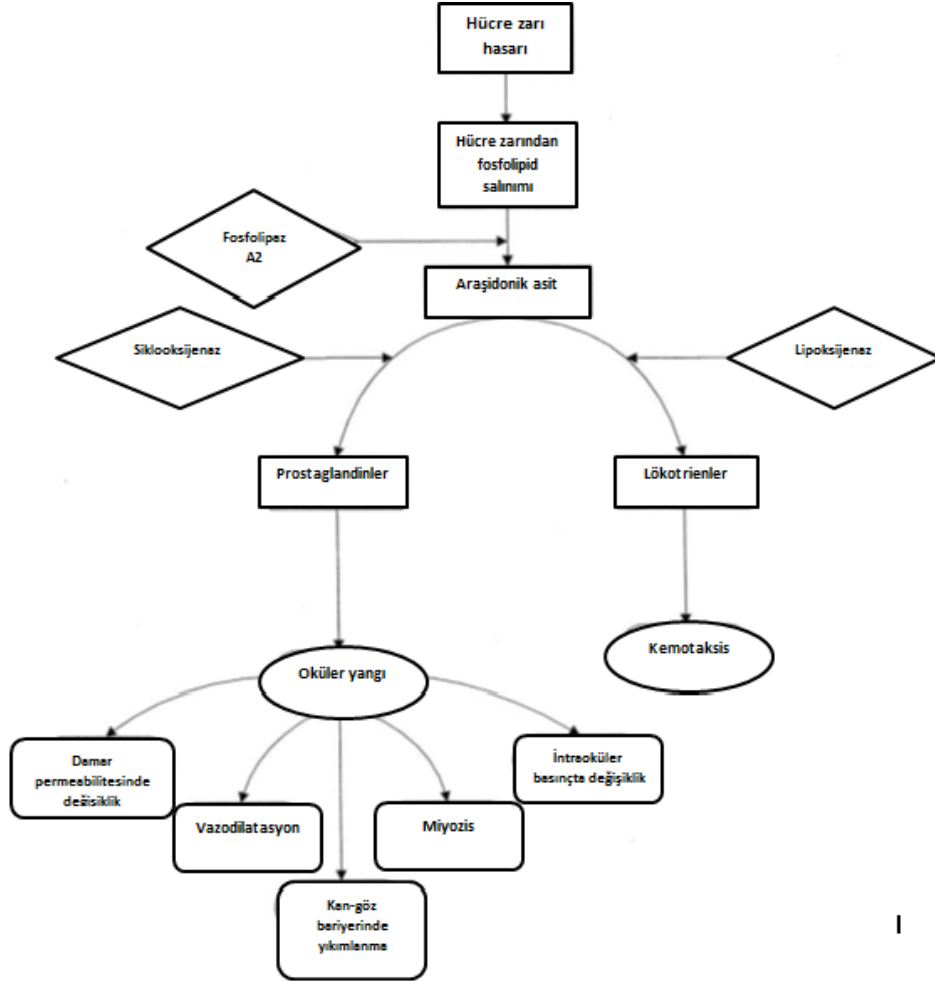 Hücre zarı
hasarı
Hücre zarından
fosfolipid
salınımı
Fosfolipaz
A2
Araşidonik asit
Siklooksijenaz
Lipoksijenaz
Prostaglandinler
Lökotrienler
Oküler yangı
Kemotaksis
Damar
permeabilitesinde
değisiklik
Vazodilatasyon
Kan-göz
bariyerinde
yıkımlanma
Miyozis
İntraoküler
basınçta değişiklik